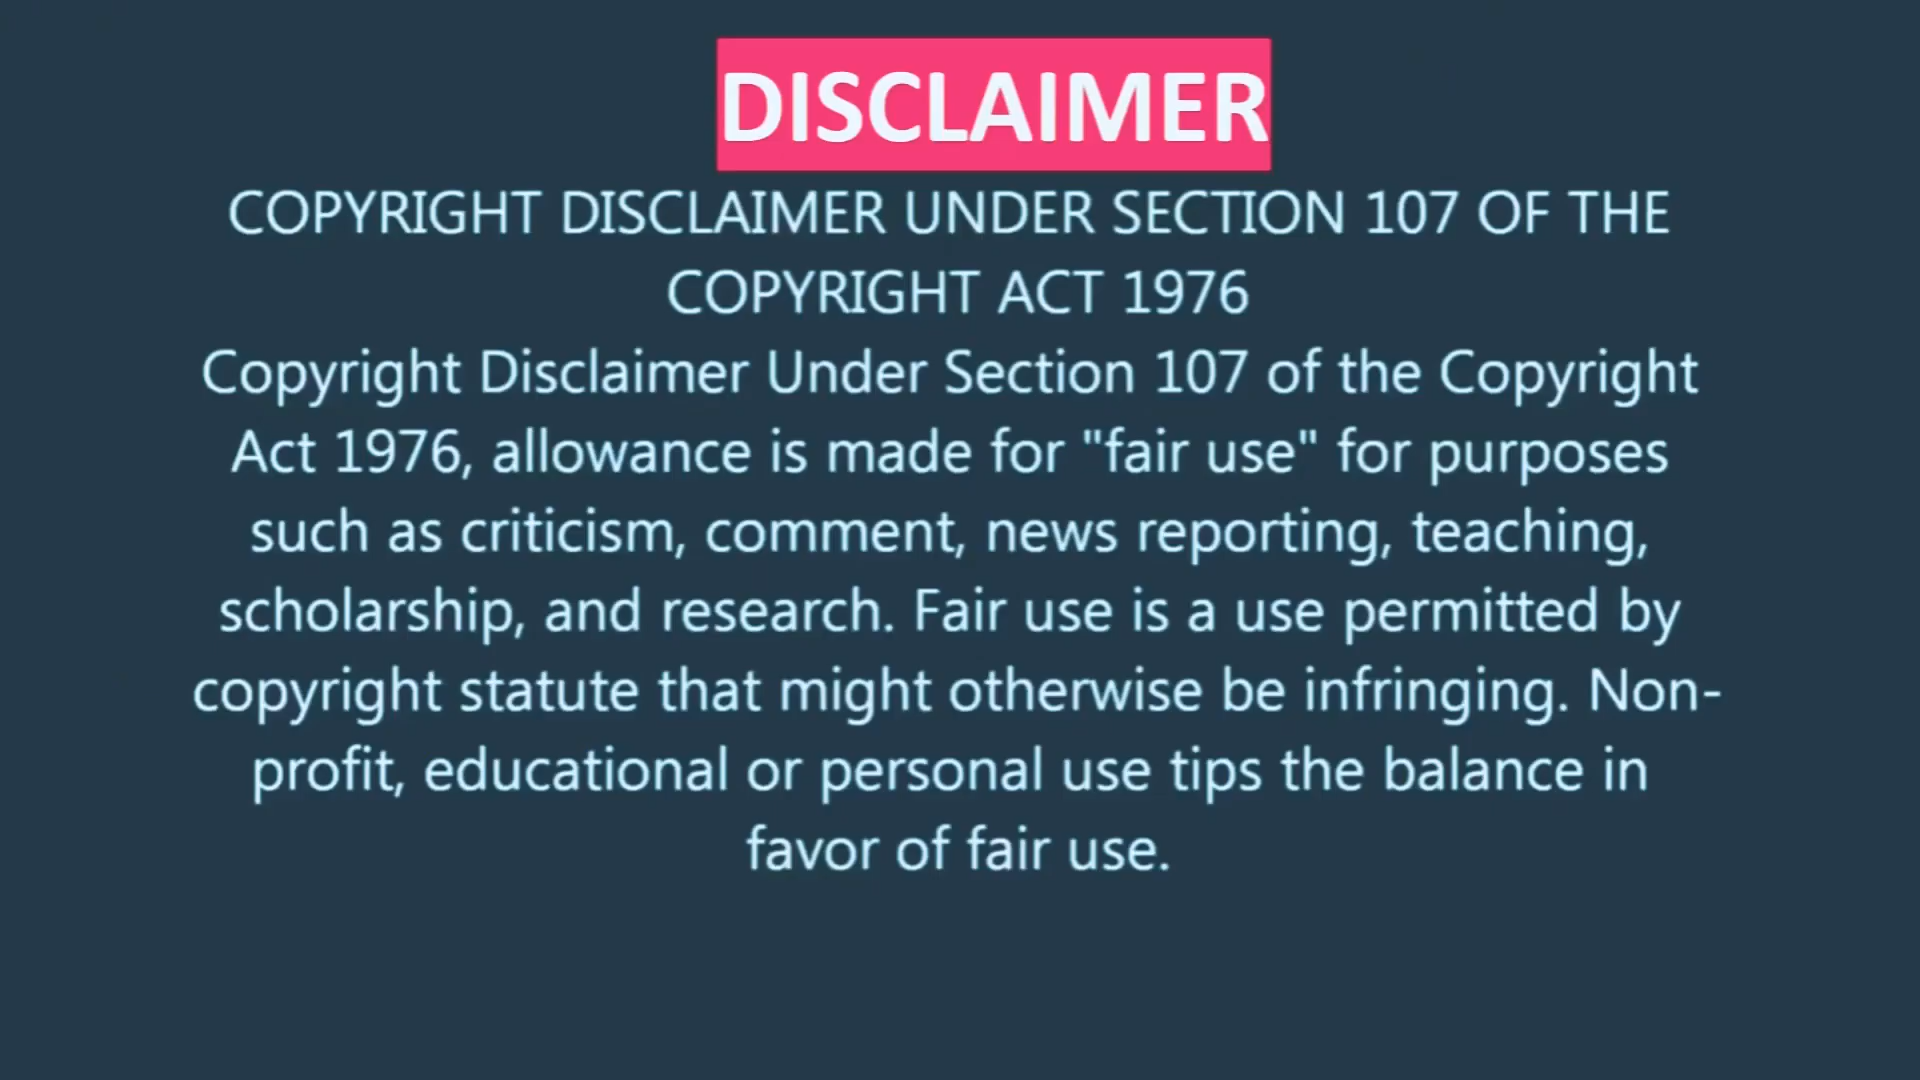 DISCLAIMER
COPYRIGHT DISCLAIMER UNDER SECTION 107 OF THE
COPYRIGHT ACT 1976
Copyright Disclaimer Under Section 107 of the Copyright
Act 1976, allowance is made for "fair use" for purposes
such as criticism, comment, news reporting, teaching,
scholarship, and research. Fair use is a use permitted by
copyright statute that might otherwise be infringing. Non-
profit, educational or personal use tips the balance in
favor of fair use.